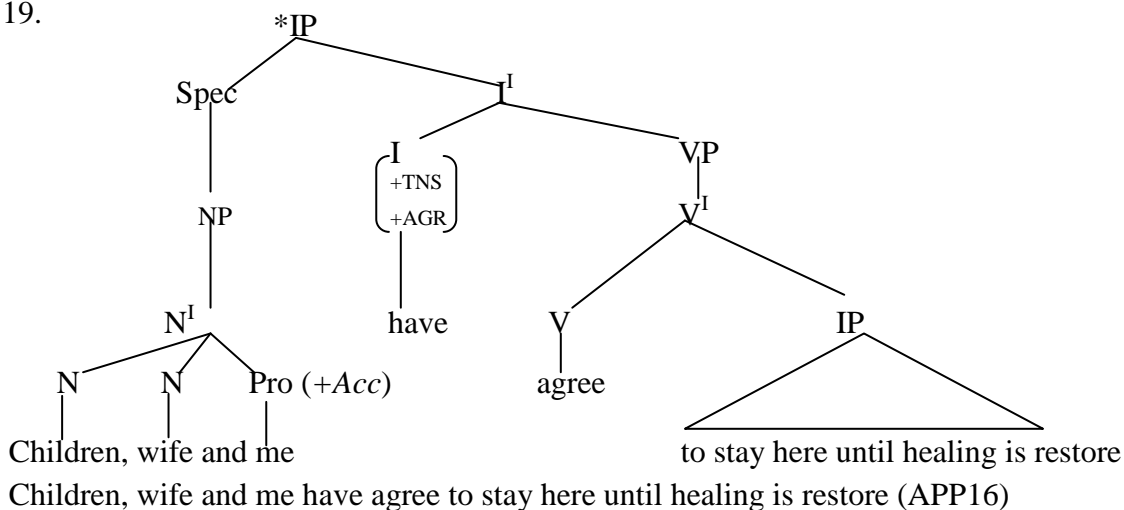 19.
*IP
Spec I^I
I VP
+TNS
+AGR
NP V^I
N^I have V IP
N N Pro (+Acc) agree
Children, wife and me to stay here until healing is restore
Children, wife and me have agree to stay here until healing is restore (APP16)